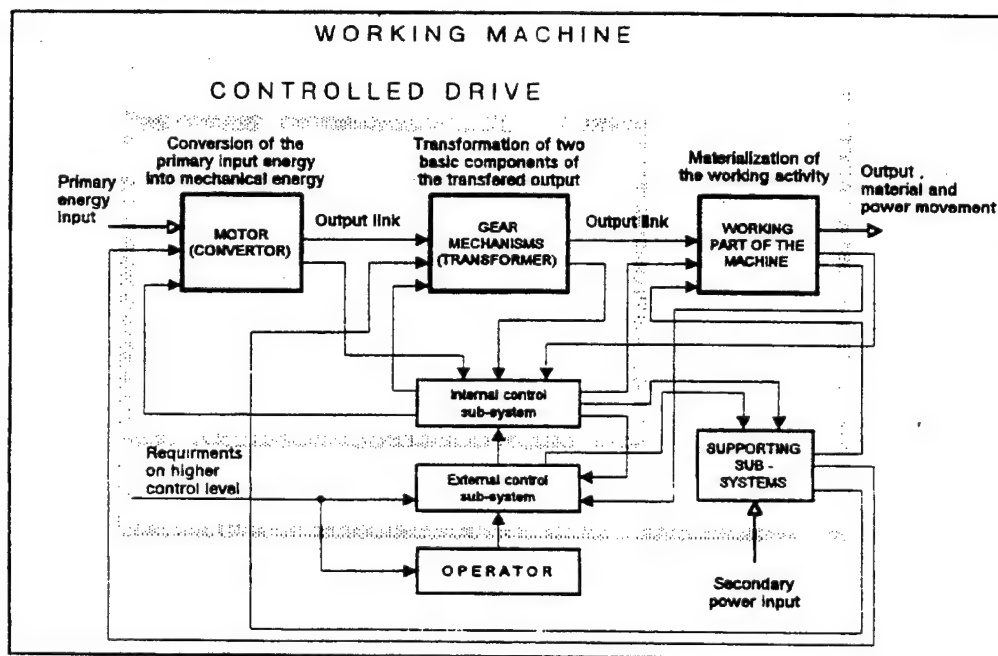 WORKING MACHINE
CONTROLLED DRIVE
Conversion of the
primary input energy
into mechanical energy
Transformation of two
basic components of
the transfered output
Materialization of
the working activity
Primary
energy
input
Output
material and
power movement
MOTOR
(CONVERTOR)
Output link
GEAR
MECHANISMS
(TRANSFORMER)
Output link
WORKING
PART OF THE
MACHINE
Internal control
sub-system
Requirments
on higher
control level
External control
sub-system
SUPPORTING
SUB -
SYSTEMS
OPERATOR
Secondary
power input